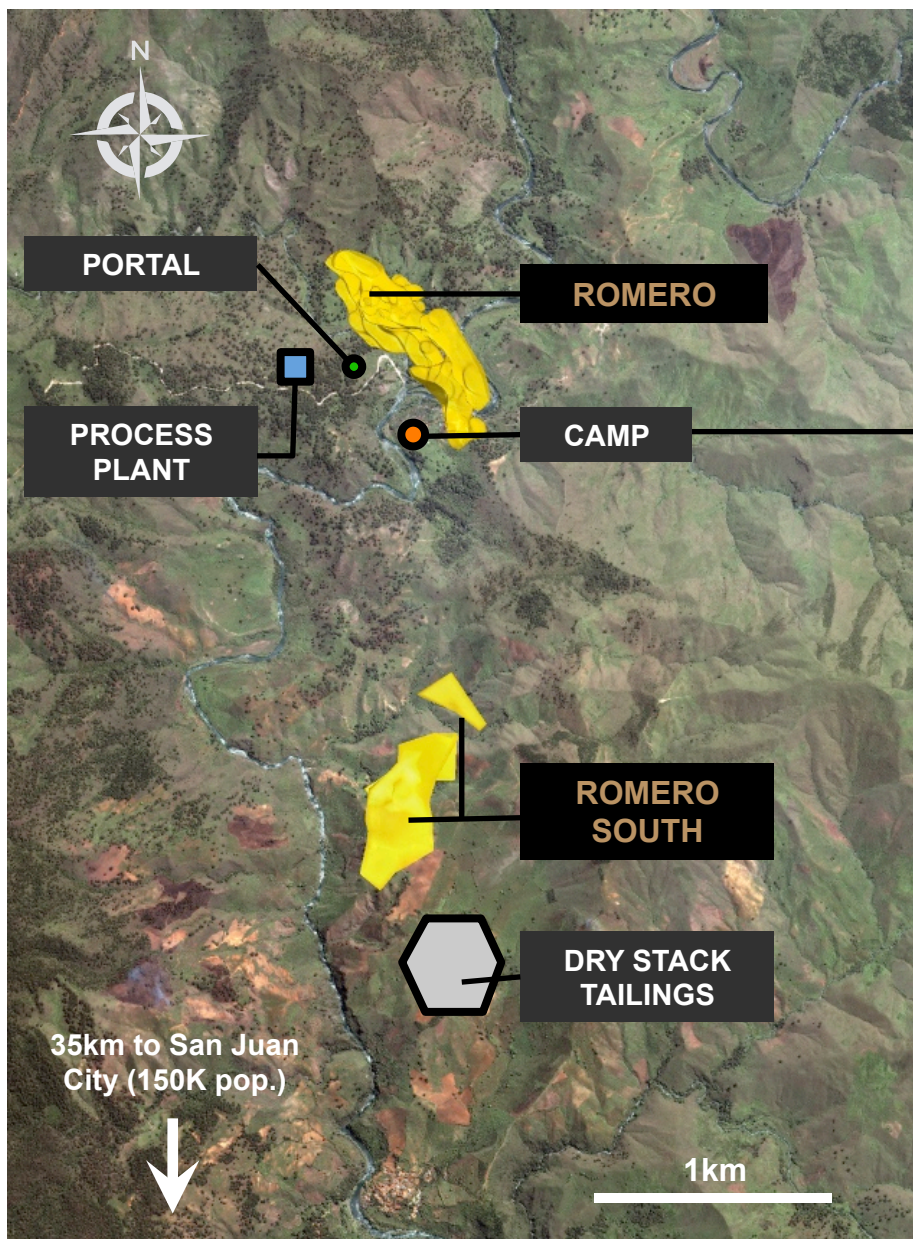 N
PORTAL
ROMERO
PROCESS
PLANT
CAMP
ROMERO
SOUTH
DRY STACK
TAILINGS
35km to San Juan
City (150K pop.)
1km